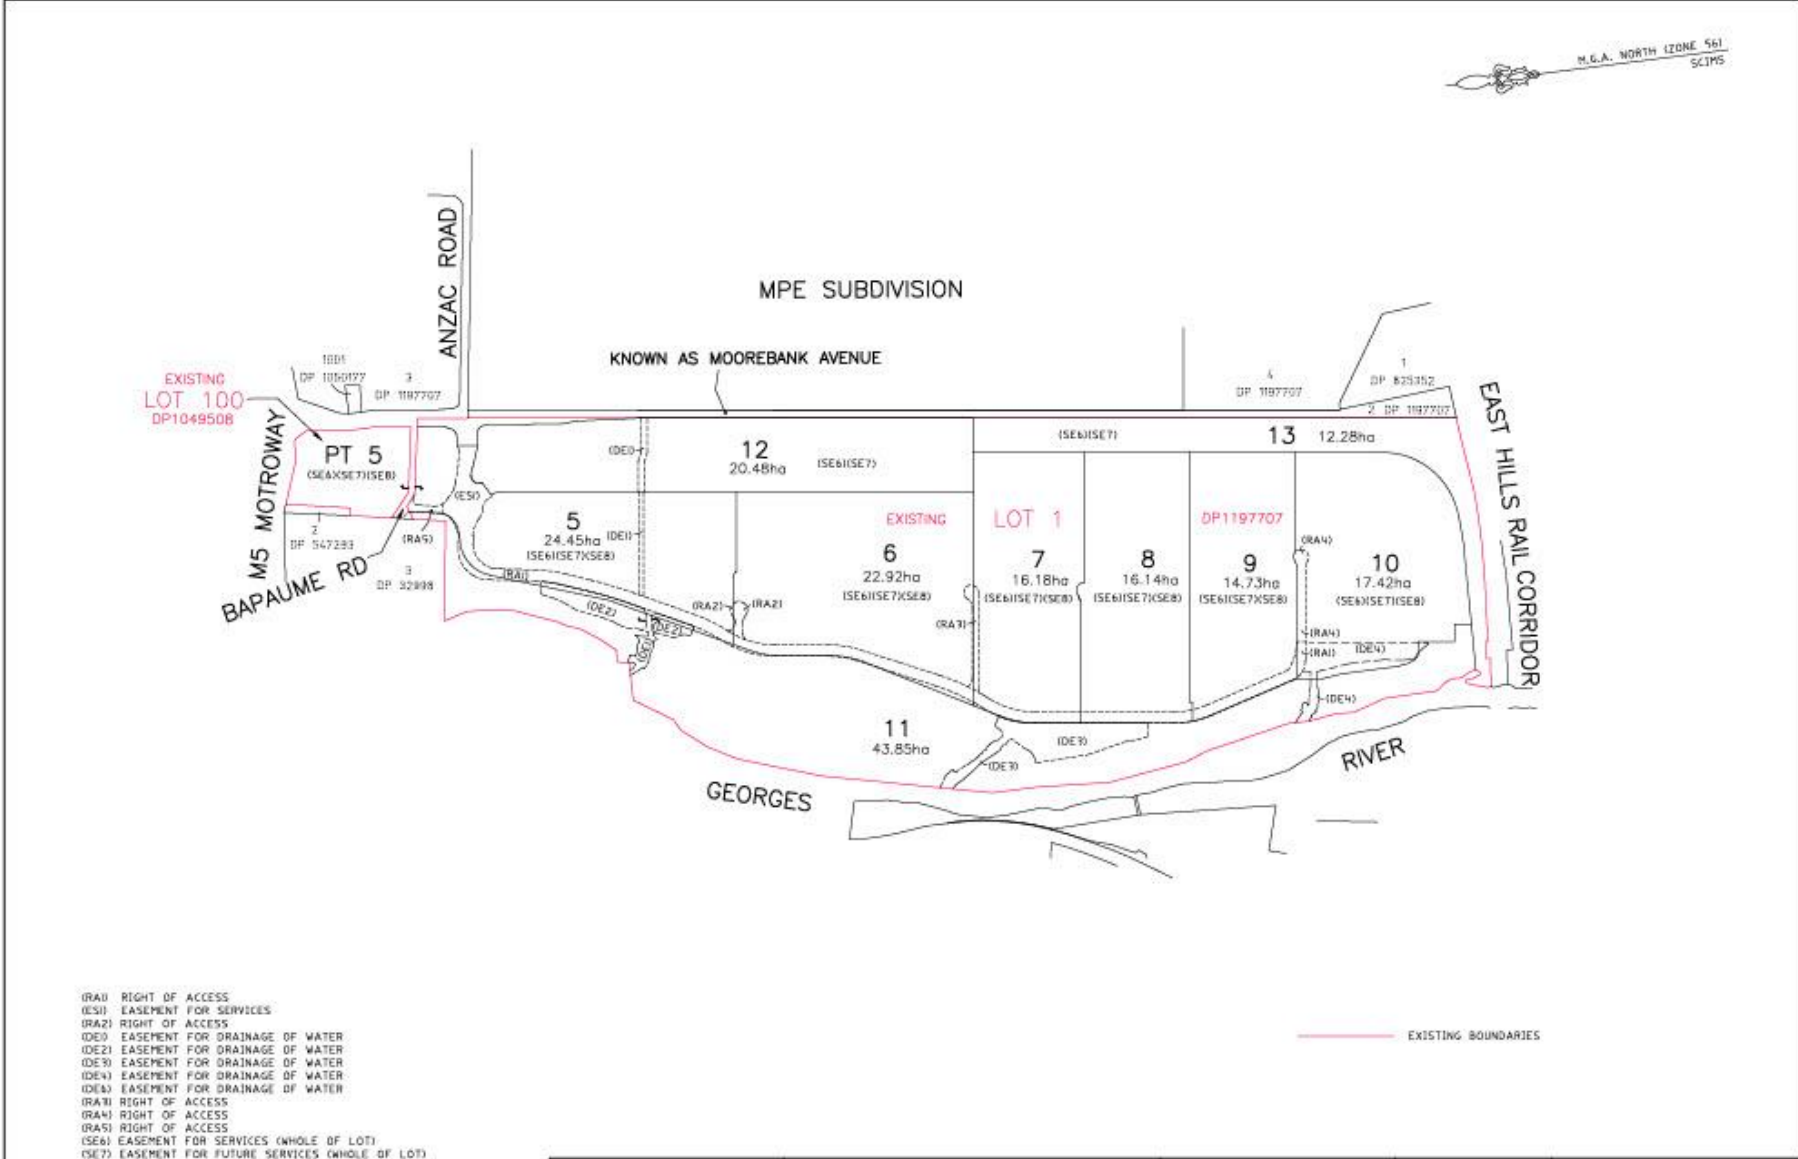 M.G.A. NORTH (ZONE 56)
SCIMS
ANZAC ROAD
MPE SUBDIVISION
KNOWN AS MOOREBANK AVENUE
EXISTING
LOT 100
DP1049508
1001
DP 1050177
3
DP 1197707
4
DP 1197707
1
DP 825352
2 DP 1197707
M5 MOTROWAY
PT 5
(SE6)(SE7)(SE8)
2
DP 547293
BAPAUME RD
3
DP 32998
(RA5)
(ES1)
(DE1)
12
20.48ha
(SE6)(SE7)
(SE6)(SE7)
13 12.28ha
EAST HILLS RAIL CORRIDOR
5
24.45ha
(SE6)(SE7)(SE8)
(DE1)
EXISTING LOT 1 DP1197707
6
22.92ha
(SE6)(SE7)(SE8)
7
16.18ha
(SE6)(SE7)(SE8)
8
16.14ha
(SE6)(SE7)(SE8)
9
14.73ha
(SE6)(SE7)(SE8)
10
17.42ha
(SE6)(SE7)(SE8)
(RA4)
(RA1)
(DE2)
(DE2)
(DE1)
(RA2)
(RA2)
(RA3)
(RA4)
(RA1)
(DE4)
(DE4)
11
43.85ha
(DE3)
(DE3)
GEORGES RIVER
(RA1) RIGHT OF ACCESS
(ES1) EASEMENT FOR SERVICES
(RA2) RIGHT OF ACCESS
(DE1) EASEMENT FOR DRAINAGE OF WATER
(DE2) EASEMENT FOR DRAINAGE OF WATER
(DE3) EASEMENT FOR DRAINAGE OF WATER
(DE4) EASEMENT FOR DRAINAGE OF WATER
EASEMENT FOR DRAINAGE OF WATER
(RA3) RIGHT OF ACCESS
(RA4) RIGHT OF ACCESS
(RA5) RIGHT OF ACCESS
(SE6) EASEMENT FOR SERVICES (WHOLE OF LOT)
(SE7) EASEMENT FOR FUTURE SERVICES (WHOLE OF LOT)
EXISTING BOUNDARIES